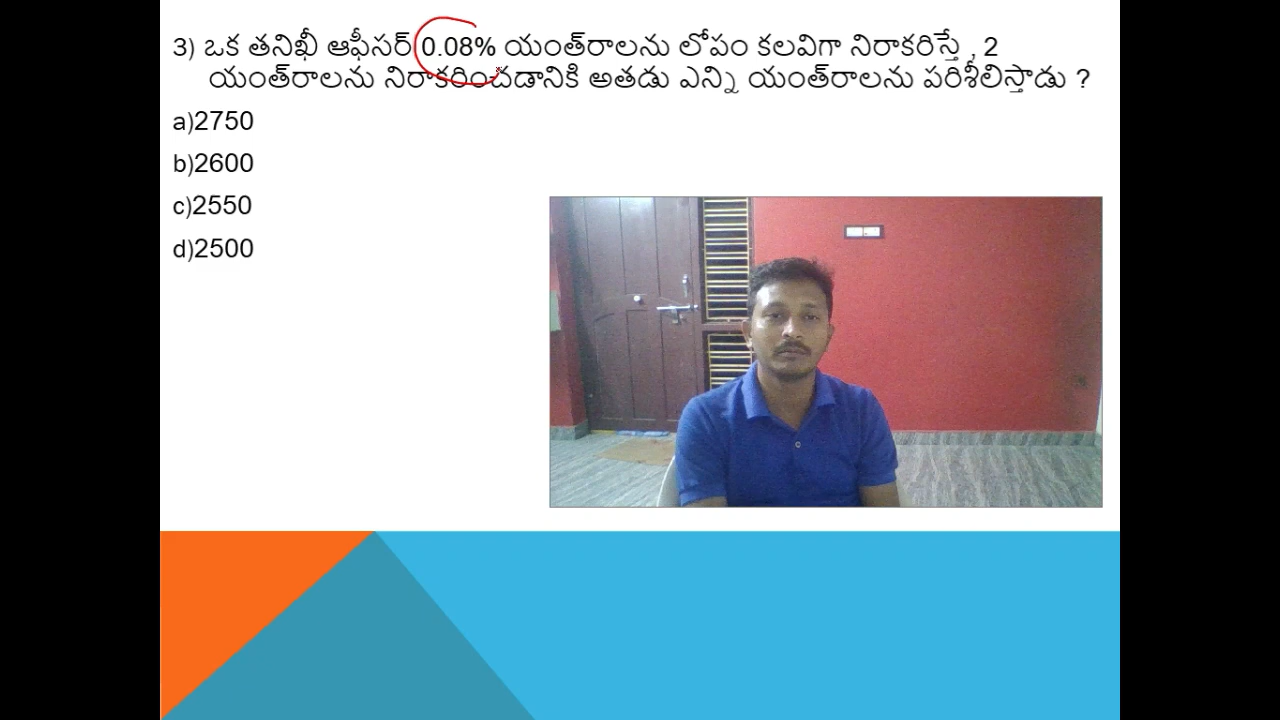 3) ఒక తనిఖీ ఆఫీసర్ 0.08% యంత్‌రాలను లోపం కలవిగా నిరాకరిస్తే , 2
యంత్‌రాలను నిరాకరించడానికి అతడు ఎన్ని యంత్‌రాలను పరిశీలిస్తాడు ?
a)2750
b)2600
c)2550
d)2500